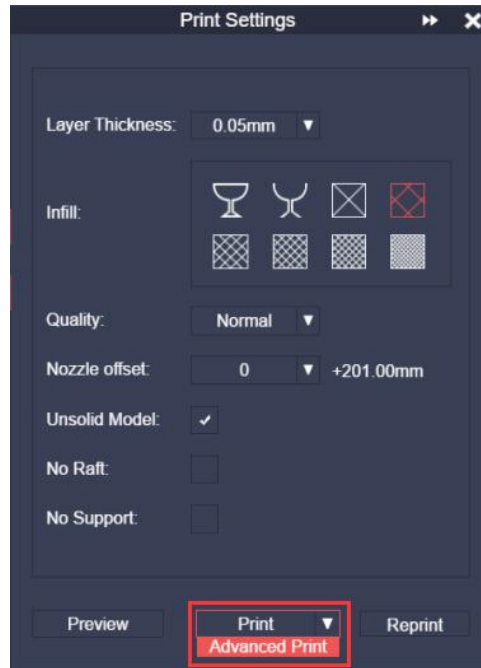 Print Settings
Layer Thickness: 0.05mm
Infill:
Quality: Normal
Nozzle offset: 0 +201.00mm
Unsolid Model:
No Raft:
No Support:
Preview Print Reprint
Advanced Print